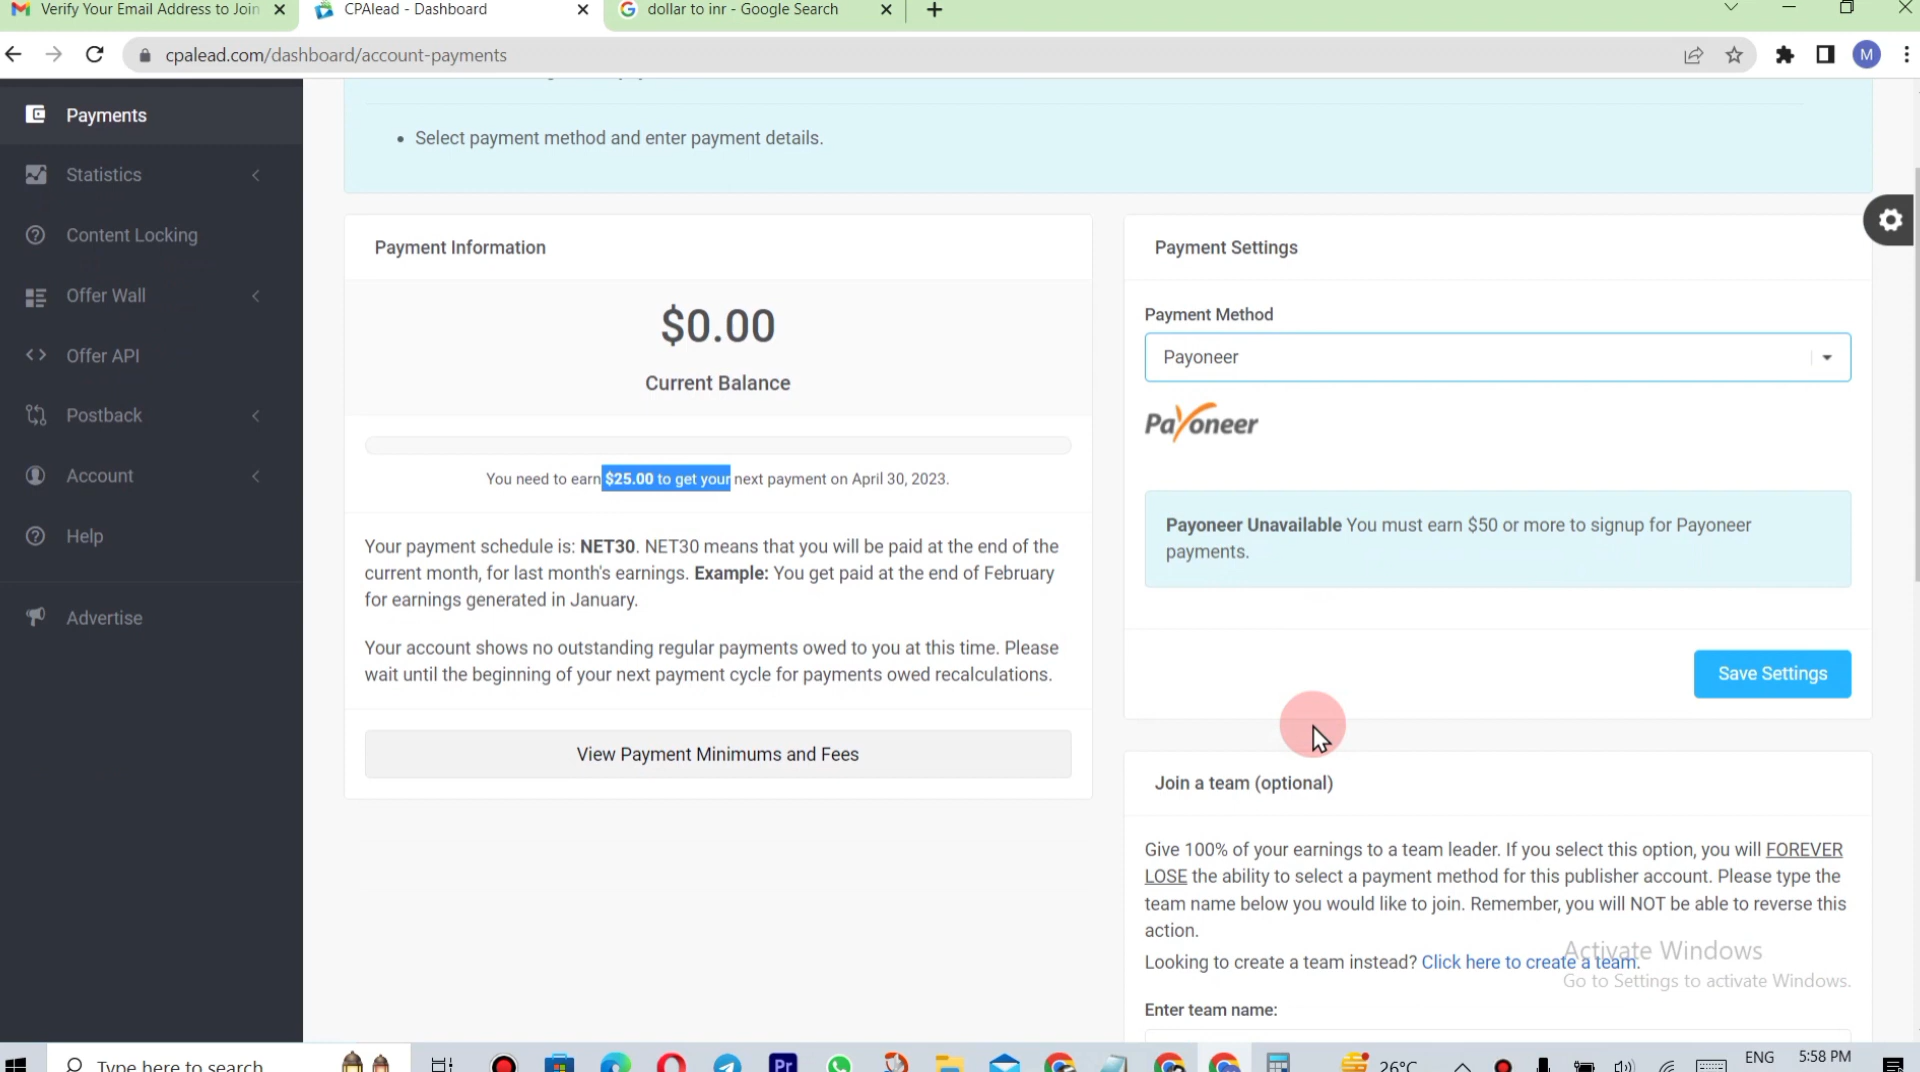 Verify Your Email Address to Join
CPAlead - Dashboard
dollar to inr - Google Search
cpalead.com/dashboard/account-payments
M
Payments
Statistics
Content Locking
Offer Wall
Offer API
Postback
Account
Help
Advertise
• Select payment method and enter payment details.
Payment Information
$0.00
Current Balance
You need to earn $25.00 to get your next payment on April 30, 2023.
Your payment schedule is: NET30. NET30 means that you will be paid at the end of the
current month, for last month's earnings. Example: You get paid at the end of February
for earnings generated in January.
Your account shows no outstanding regular payments owed to you at this time. Please
wait until the beginning of your next payment cycle for payments owed recalculations.
View Payment Minimums and Fees
Payment Settings
Payment Method
Payoneer
Payoneer
Payoneer Unavailable You must earn $50 or more to signup for Payoneer
payments.
Save Settings
Join a team (optional)
Give 100% of your earnings to a team leader. If you select this option, you will FOREVER
LOSE the ability to select a payment method for this publisher account. Please type the
team name below you would like to join. Remember, you will NOT be able to reverse this
action.
Looking to create a team instead? Click here to create a team.
Enter team name:
Activate Windows
Go to Settings to activate Windows.
Type here to search
Pr
26°C
ENG
5:58 PM